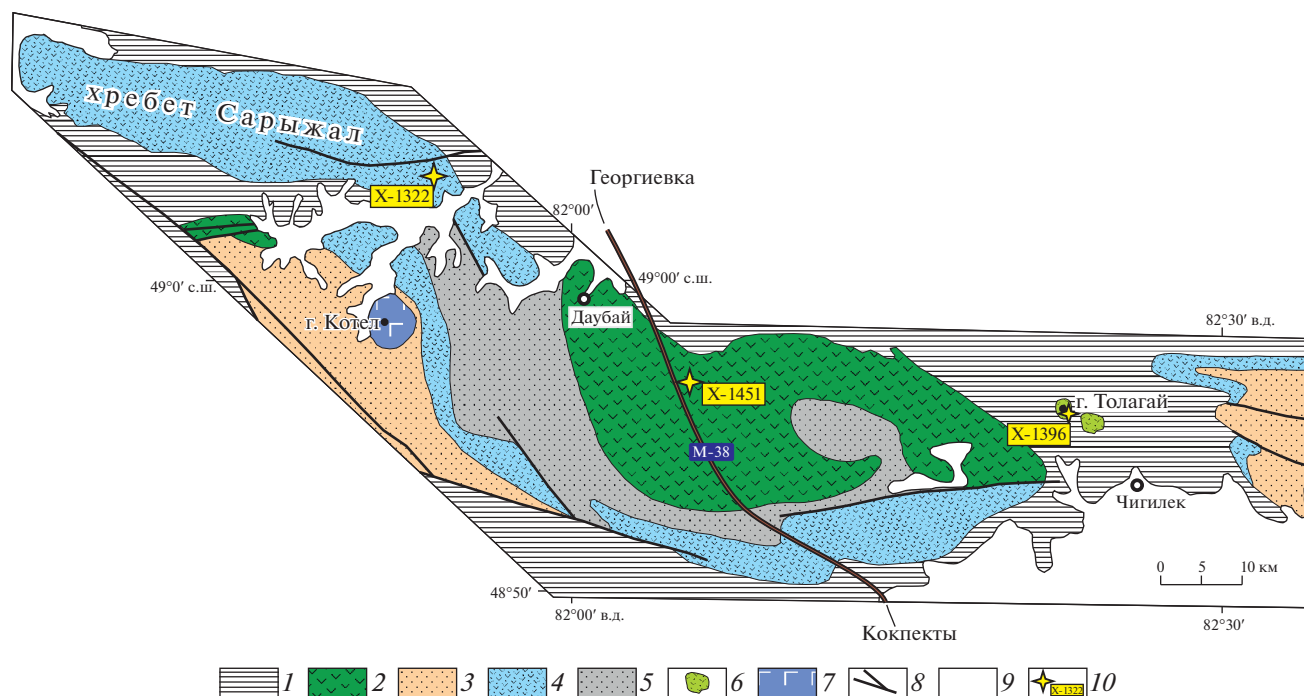 хребет Сарыжал
X-1322
Георгиевка
82°00′
49°0′ с.ш.
49°00′ с.ш.
г. Котел
Даубай
82°30′ в.д.
X-1451
г. Толагай
X-1396
М-38
Чигилек
0 5 10 км
48°50′
82°00′ в.д.
82°30′
Кокпекты
1 2 3 4 5 6 7 8 9 X-1322 10